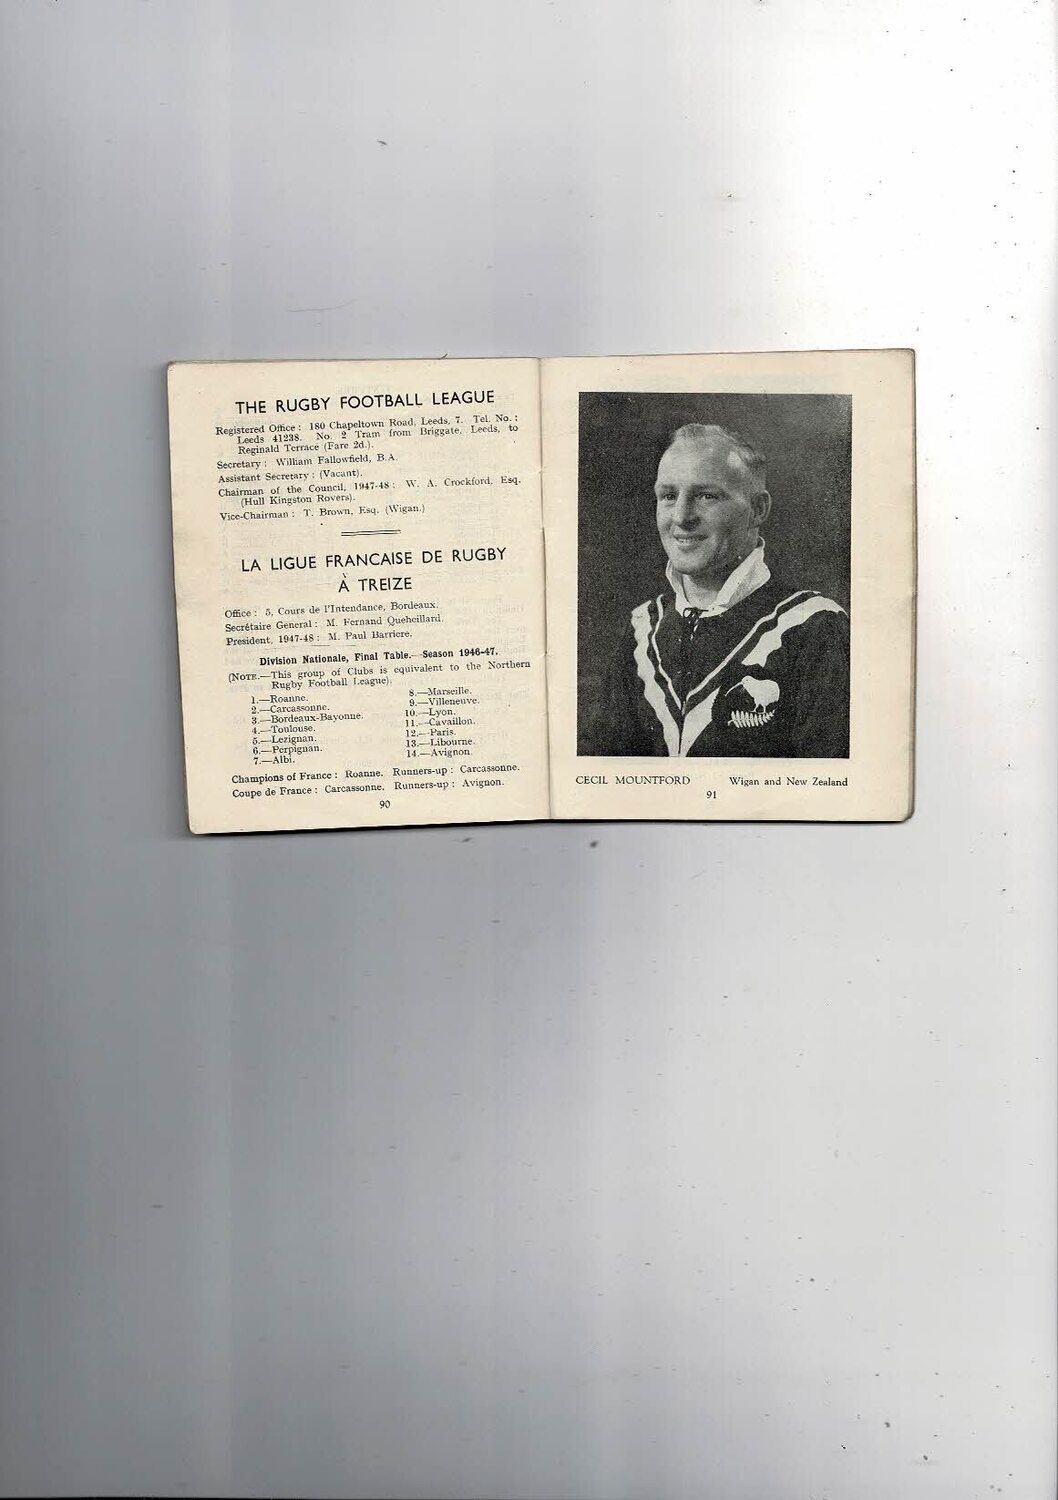 THE RUGBY FOOTBALL LEAGUE
Registered Office : 180 Chapeltown Road, Leeds, 7. Tel. No. :
Leeds 41238. No. 2 Tram from Briggate, Leeds, to
Reginald Terrace (Fare 2d.).
Secretary : William Fallowfield, B.A.
Assistant Secretary : (Vacant).
Chairman of the Council, 1947-48 : W. A. Crockford, Esq.
(Hull Kingston Rovers).
Vice-Chairman : T. Brown, Esq. (Wigan.)
LA LIGUE FRANCAISE DE RUGBY
À TREIZE
Office : 5, Cours de l'Intendance, Bordeaux.
Secrétaire General : M. Fernand Queheillard.
President, 1947-48 : M. Paul Barriere.
Division Nationale, Final Table.—Season 1946-47.
(NOTE.—This group of Clubs is equivalent to the Northern
Rugby Football League).
1.—Roanne.
2.—Carcassonne.
3.—Bordeaux-Bayonne.
4.—Toulouse.
5.—Lezignan.
6.—Perpignan.
7.—Albi.
8.—Marseille.
9.—Villeneuve.
10.—Lyon.
11.—Cavaillon.
12.—Paris.
13.—Libourne.
14.—Avignon.
Champions of France : Roanne. Runners-up : Carcassonne.
Coupe de France : Carcassonne. Runners-up : Avignon.
90
CECIL MOUNTFORD Wigan and New Zealand
91